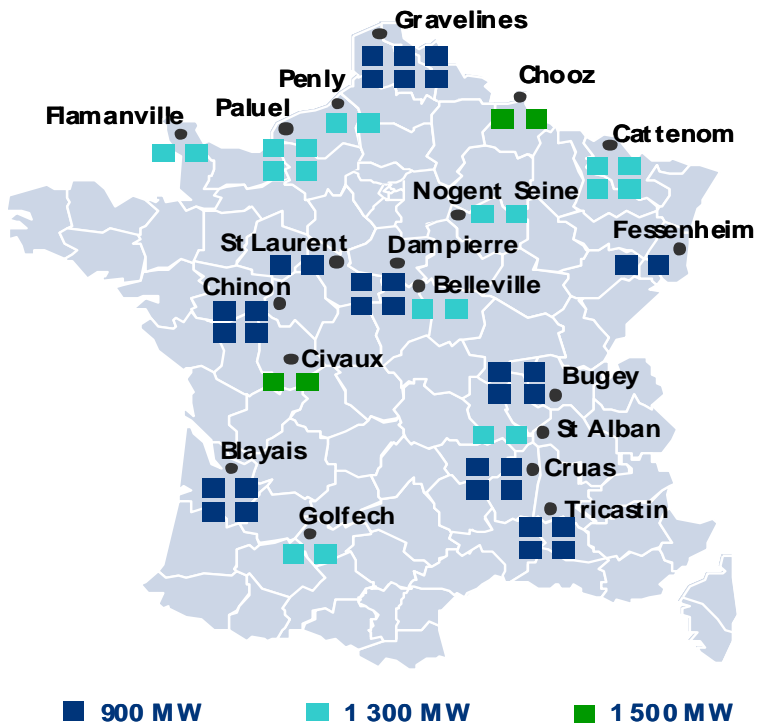 Gravelines
Penly
Chooz
Flamanville
Paluel
Cattenom
Nogent Seine
Fessenheim
St Laurent
Dampierre
Chinon
Belleville
Civaux
Bugey
St Alban
Blayais
Cruas
Tricastin
Golfech
900 MW
1 300 MW
1 500 MW